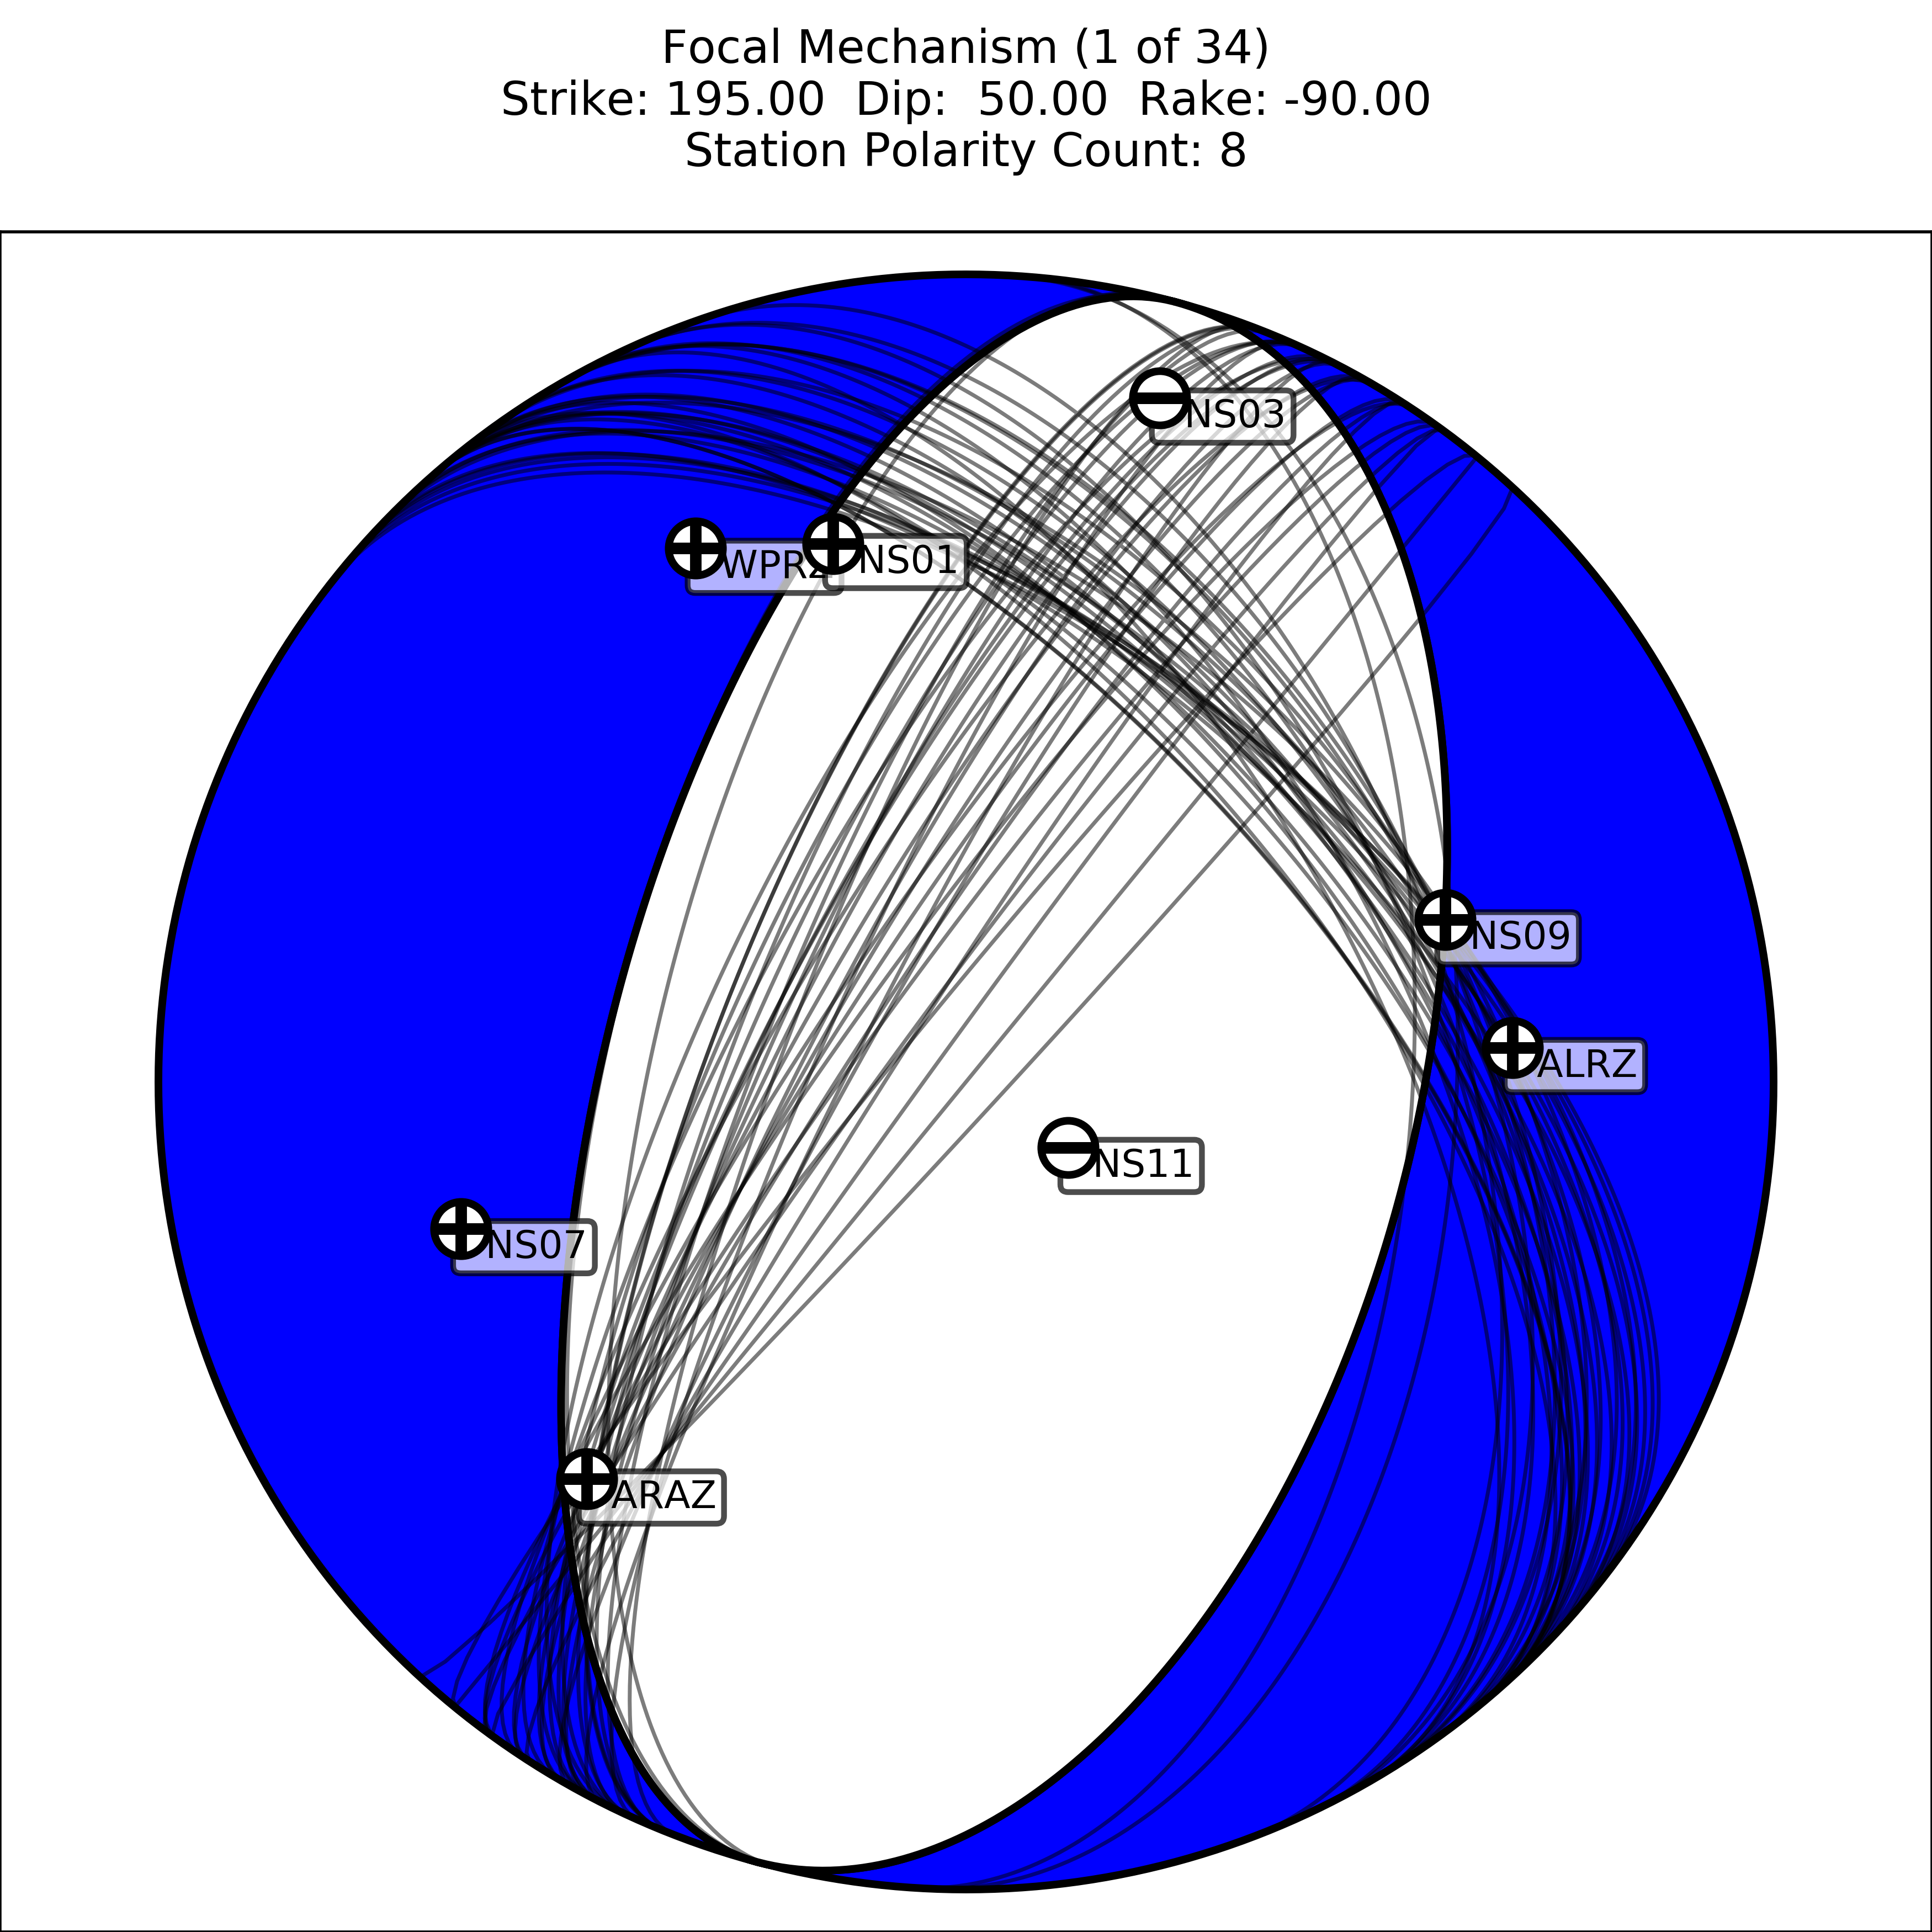 Focal Mechanism (1 of 34)
Strike: 195.00  Dip:  50.00  Rake: -90.00
Station Polarity Count: 8
NS03
WPRZ
NS01
NS09
ALRZ
NS11
NS07
ARAZ